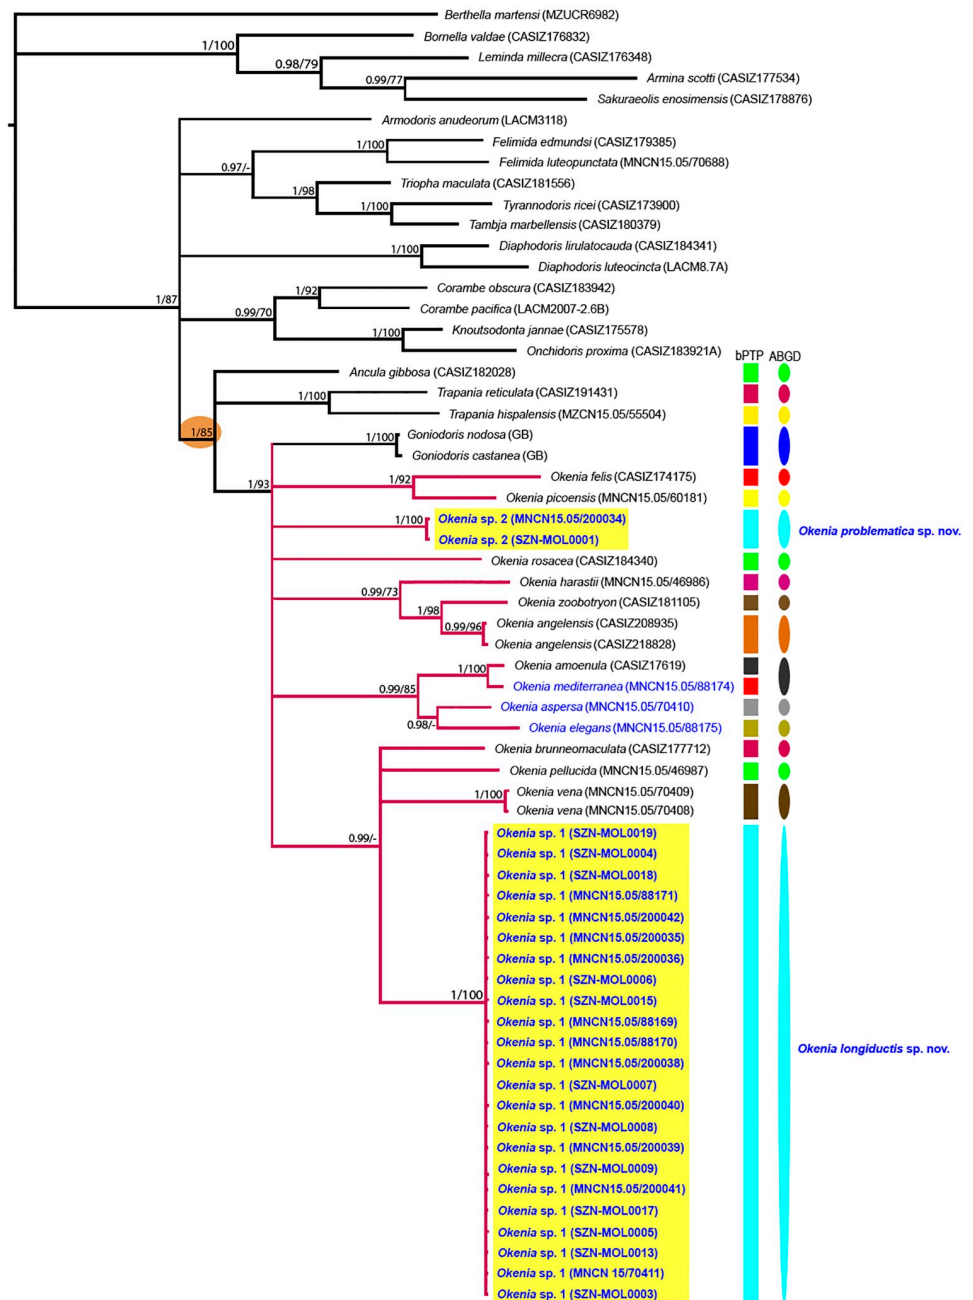 Berthella martensi (MZUCR6982)
1/100
Bornella valdae (CASIZ176832)
0.98/79
Leminda millecra (CASIZ176348)
0.99/77
Armina scotti (CASIZ177534)
Sakuraeolis enosimensis (CASIZ178876)
Armodoris anudeorum (LACM3118)
1/100
Felimida edmundsi (CASIZ179385)
0.97/-
Felimida luteopunctata (MNCN15.05/70688)
1/98
Triopha maculata (CASIZ181556)
1/100
Tyrannodoris ricei (CASIZ173900)
Tambja marbellensis (CASIZ180379)
1/100
Diaphodoris lirulatocauda (CASIZ184341)
Diaphodoris luteocincta (LACM8.7A)
1/87
1/92
Corambe obscura (CASIZ183942)
0.99/70
Corambe pacifica (LACM2007-2.6B)
1/100
Knoutsodonta jannae (CASIZ175578)
Onchidoris proxima (CASIZ183921A)
bPTP ABGD
Ancula gibbosa (CASIZ182028)
1/100
Trapania reticulata (CASIZ191431)
Trapania hispalensis (MZCN15.05/55504)
1/85
1/100
Goniodoris nodosa (GB)
Goniodoris castanea (GB)
1/93
1/92
Okenia felis (CASIZ174175)
Okenia picoensis (MNCN15.05/60181)
1/100
Okenia sp. 2 (MNCN15.05/200034)
Okenia problematica sp. nov.
Okenia sp. 2 (SZN-MOL0001)
Okenia rosacea (CASIZ184340)
0.99/73
Okenia harastii (MNCN15.05/46986)
1/98
Okenia zoobotryon (CASIZ181105)
0.99/96
Okenia angelensis (CASIZ208935)
Okenia angelensis (CASIZ218828)
0.99/85
1/100
Okenia amoenula (CASIZ17619)
Okenia mediterranea (MNCN15.05/88174)
0.98/-
Okenia aspersa (MNCN15.05/70410)
Okenia elegans (MNCN15.05/88175)
Okenia brunneomaculata (CASIZ177712)
Okenia pellucida (MNCN15.05/46987)
1/100
Okenia vena (MNCN15.05/70409)
Okenia vena (MNCN15.05/70408)
0.99/-
Okenia sp. 1 (SZN-MOL0019)
Okenia sp. 1 (SZN-MOL0004)
Okenia sp. 1 (SZN-MOL0018)
Okenia sp. 1 (MNCN15.05/88171)
Okenia sp. 1 (MNCN15.05/200042)
Okenia sp. 1 (MNCN15.05/200035)
Okenia sp. 1 (MNCN15.05/200036)
Okenia sp. 1 (SZN-MOL0006)
1/100
Okenia sp. 1 (SZN-MOL0015)
Okenia sp. 1 (MNCN15.05/88169)
Okenia sp. 1 (MNCN15.05/88170)
Okenia longiductis sp. nov.
Okenia sp. 1 (MNCN15.05/200038)
Okenia sp. 1 (SZN-MOL0007)
Okenia sp. 1 (MNCN15.05/200040)
Okenia sp. 1 (SZN-MOL0008)
Okenia sp. 1 (MNCN15.05/200039)
Okenia sp. 1 (SZN-MOL0009)
Okenia sp. 1 (MNCN15.05/200041)
Okenia sp. 1 (SZN-MOL0017)
Okenia sp. 1 (SZN-MOL0005)
Okenia sp. 1 (SZN-MOL0013)
Okenia sp. 1 (MNCN 15/70411)
Okenia sp. 1 (SZN-MOL0003)